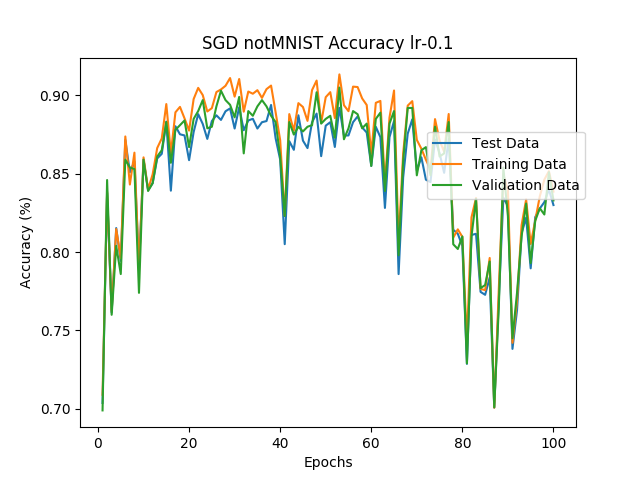 SGD notMNIST Accuracy lr-0.1
0.90
0.85
0.80
0.75
0.70
Accuracy (%)
Test Data
Training Data
Validation Data
0 20 40 60 80 100
Epochs